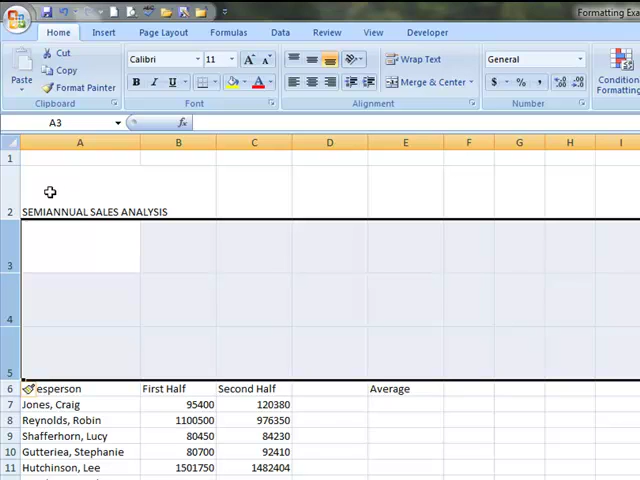 Formatting Exa
Home Insert Page Layout Formulas Data Review View Developer
Cut
Copy
Format Painter
Paste
Clipboard
Calibri 11
B I U
Font
Wrap Text
Merge & Center
Alignment
General
$ % ,
Number
Conditional
Formatting
A3
fx
A B C D E F G H I
1
2 SEMIANNUAL SALES ANALYSIS
3
4
5
6 esperson First Half Second Half Average
7 Jones, Craig 95400 120380
8 Reynolds, Robin 1100500 976350
9 Shafferhorn, Lucy 80450 84230
10 Gutteriea, Stephanie 80700 92410
11 Hutchinson, Lee 1501750 1482404